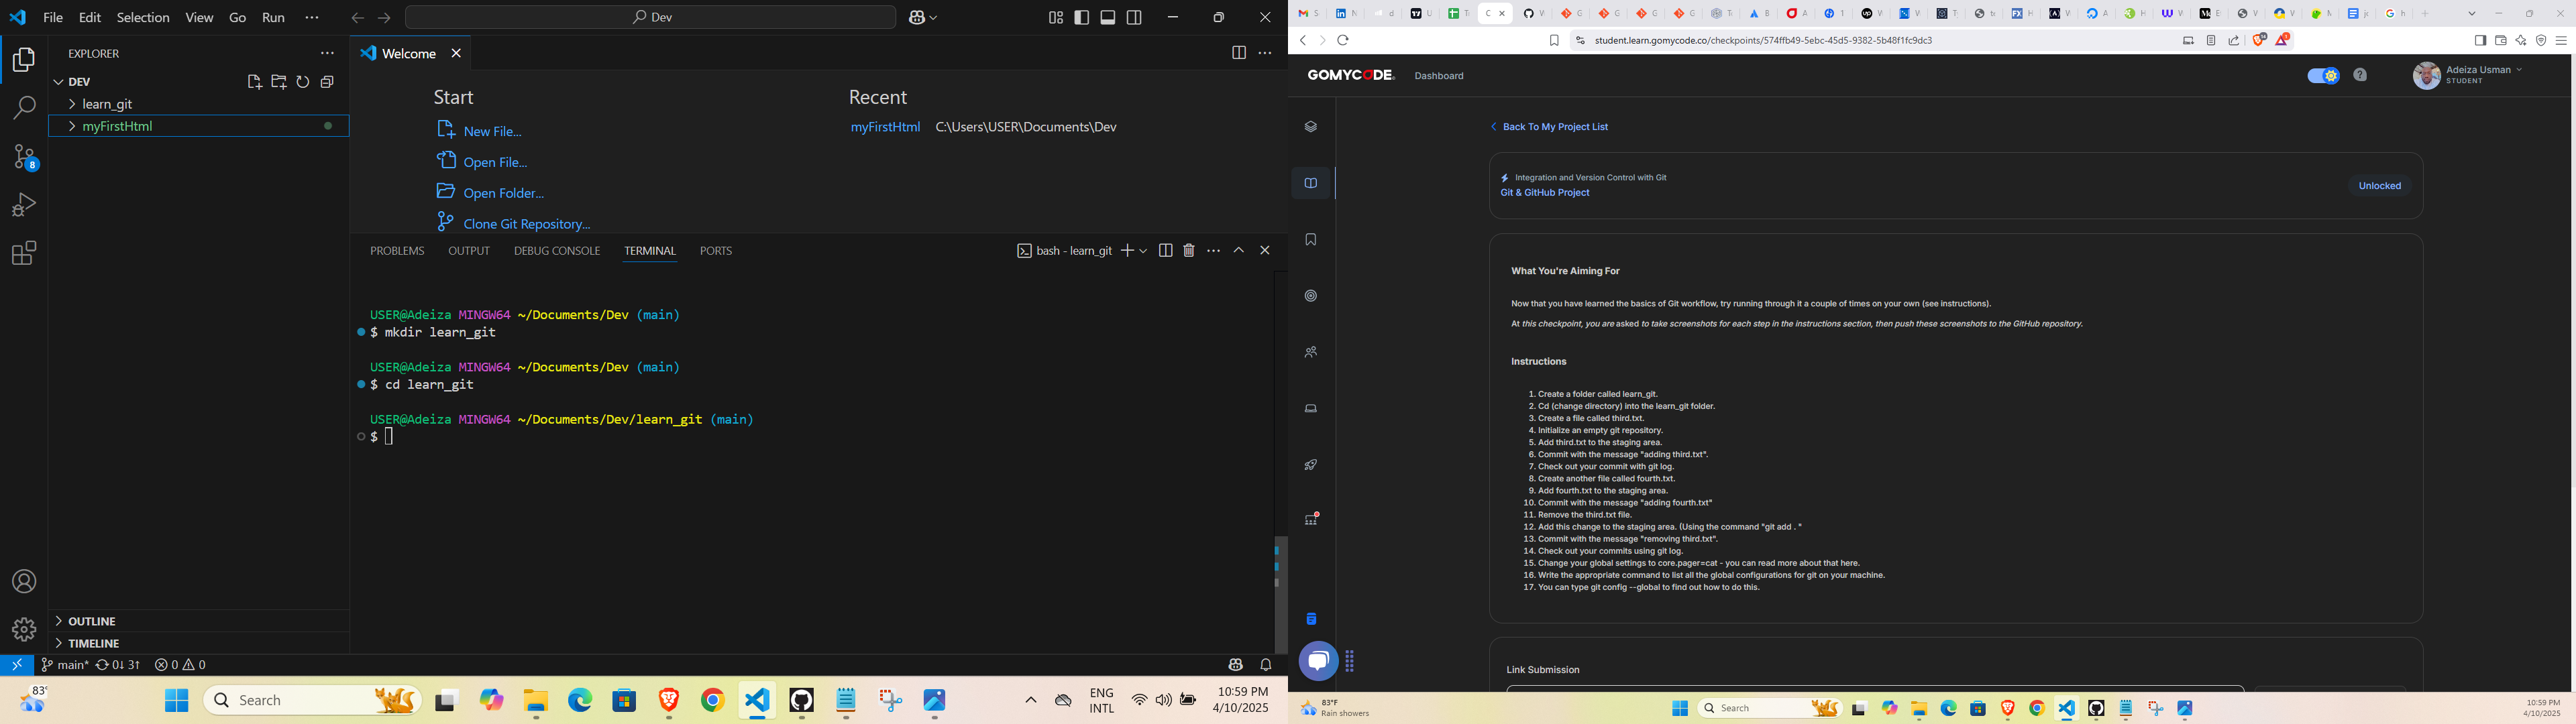 File Edit Selection View Go Run ···
Dev
EXPLORER
Welcome
DEV
learn_git
myFirstHtml
Start
New File...
Open File...
Open Folder...
Clone Git Repository...
Recent
myFirstHtml C:\Users\USER\Documents\Dev
PROBLEMS OUTPUT DEBUG CONSOLE TERMINAL PORTS
bash - learn_git
USER@Adeiza MINGW64 ~/Documents/Dev (main)
$ mkdir learn_git
USER@Adeiza MINGW64 ~/Documents/Dev (main)
$ cd learn_git
USER@Adeiza MINGW64 ~/Documents/Dev/learn_git (main)
$
8
OUTLINE
TIMELINE
main* 0↓ 3↑ 0 0
83°
Search
ENG
INTL
10:59 PM
4/10/2025
student.learn.gomycode.co/checkpoints/574ffb49-5ebc-45d5-9382-5b48f1fc9dc3
GOMYCODE
Dashboard
Adeiza Usman
STUDENT
Back To My Project List
Integration and Version Control with Git
Git & GitHub Project
Unlocked
What You're Aiming For
Now that you have learned the basics of Git workflow, try running through it a couple of times on your own (see instructions).
At this checkpoint, you are asked to take screenshots for each step in the instructions section, then push these screenshots to the GitHub repository.
Instructions
1. Create a folder called learn_git.
2. Cd (change directory) into the learn_git folder.
3. Create a file called third.txt.
4. Initialize an empty git repository.
5. Add third.txt to the staging area.
6. Commit with the message "adding third.txt".
7. Check out your commit with git log.
8. Create another file called fourth.txt.
9. Add fourth.txt to the staging area.
10. Commit with the message "adding fourth.txt"
11. Remove the third.txt file.
12. Add this change to the staging area. (Using the command "git add . "
13. Commit with the message "removing third.txt".
14. Check out your commits using git log.
15. Change your global settings to core.pager=cat - you can read more about that here.
16. Write the appropriate command to list all the global configurations for git on your machine.
17. You can type git config --global to find out how to do this.
Link Submission
83°F
Rain showers
Search
10:59 PM
4/10/2025